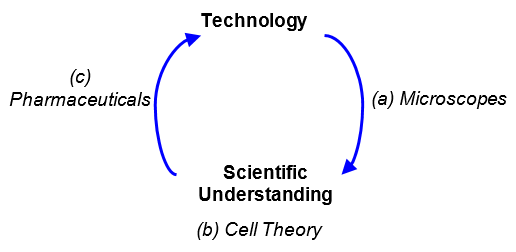 Technology
(c)
Pharmaceuticals
(a) Microscopes
Scientific
Understanding
(b) Cell Theory